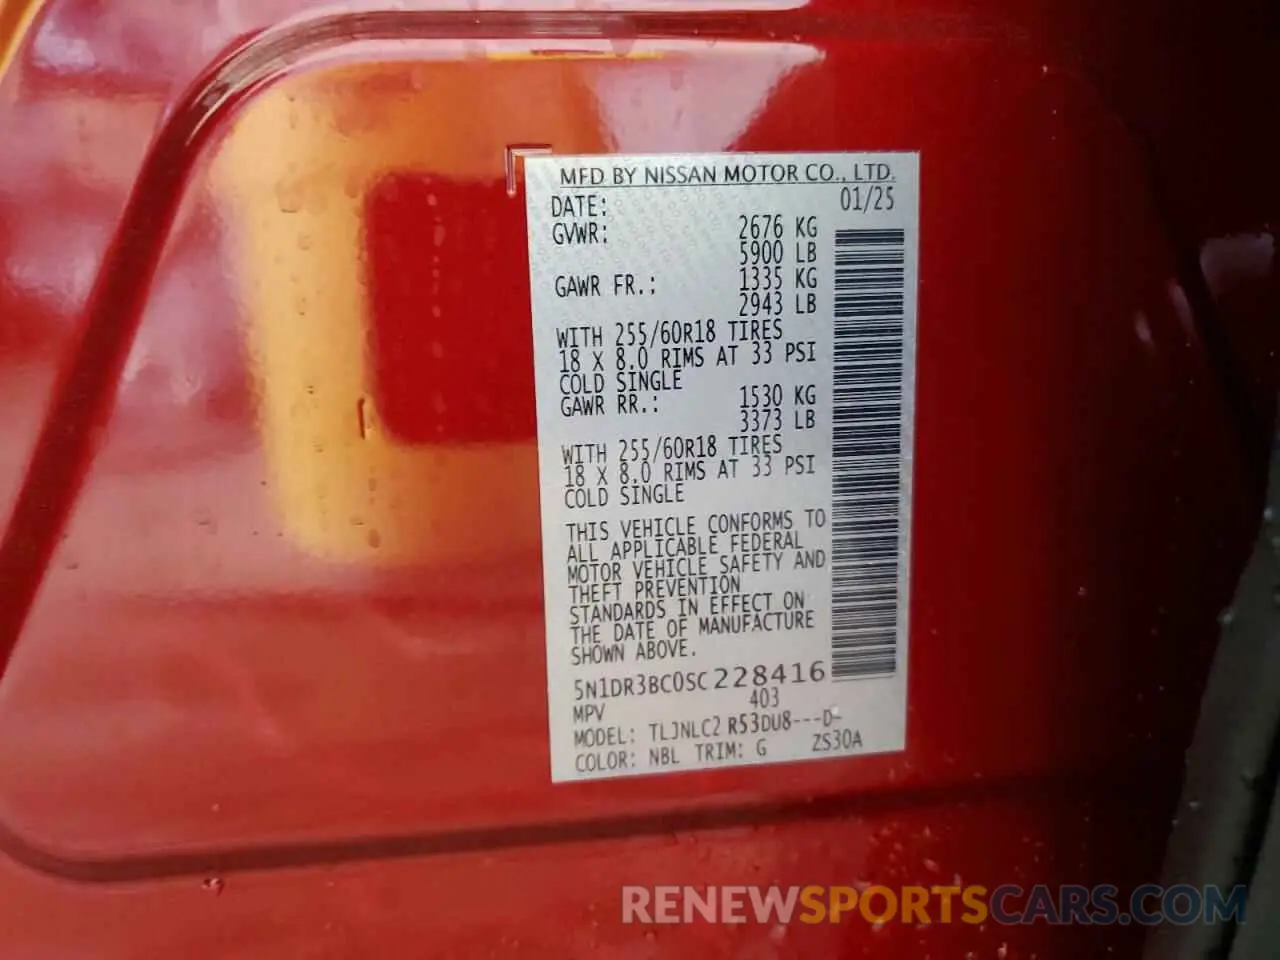 MFD BY NISSAN MOTOR CO., LTD.
DATE: 01/25
GVWR: 2676 KG
5900 LB
GAWR FR.: 1335 KG
2943 LB
WITH 255/60R18 TIRES
18 X 8.0 RIMS AT 33 PSI
COLD SINGLE
GAWR RR.: 1530 KG
3373 LB
WITH 255/60R18 TIRES
18 X 8.0 RIMS AT 33 PSI
COLD SINGLE
THIS VEHICLE CONFORMS TO
ALL APPLICABLE FEDERAL
MOTOR VEHICLE SAFETY AND
THEFT PREVENTION
STANDARDS IN EFFECT ON
THE DATE OF MANUFACTURE
SHOWN ABOVE.
5N1DR3BC0SC228416
MPV 403
MODEL: TLJNLC2 R53DU8---D-
COLOR: NBL TRIM: G ZS30A
RENEWSPORTSCARS.COM